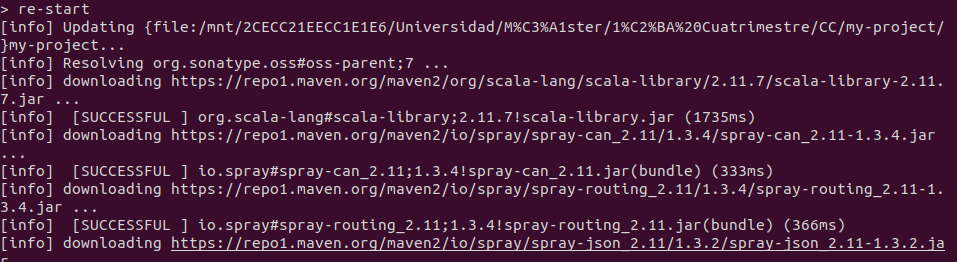 > re-start
[info] Updating {file:/mnt/2CECC21EECC1E1E6/Universidad/M%C3%A1ster/1%C2%BA%20Cuatrimestre/CC/my-project/
}my-project...
[info] Resolving org.sonatype.oss#oss-parent;7 ...
[info] downloading https://repo1.maven.org/maven2/org/scala-lang/scala-library/2.11.7/scala-library-2.11.
7.jar ...
[info]  [SUCCESSFUL ] org.scala-lang#scala-library;2.11.7!scala-library.jar (1735ms)
[info] downloading https://repo1.maven.org/maven2/io/spray/spray-can_2.11/1.3.4/spray-can_2.11-1.3.4.jar
...
[info]  [SUCCESSFUL ] io.spray#spray-can_2.11;1.3.4!spray-can_2.11.jar(bundle) (333ms)
[info] downloading https://repo1.maven.org/maven2/io/spray/spray-routing_2.11/1.3.4/spray-routing_2.11-1.
3.4.jar ...
[info]  [SUCCESSFUL ] io.spray#spray-routing_2.11;1.3.4!spray-routing_2.11.jar(bundle) (366ms)
[info] downloading https://repo1.maven.org/maven2/io/spray/spray-json_2.11/1.3.2/spray-json_2.11-1.3.2.ja